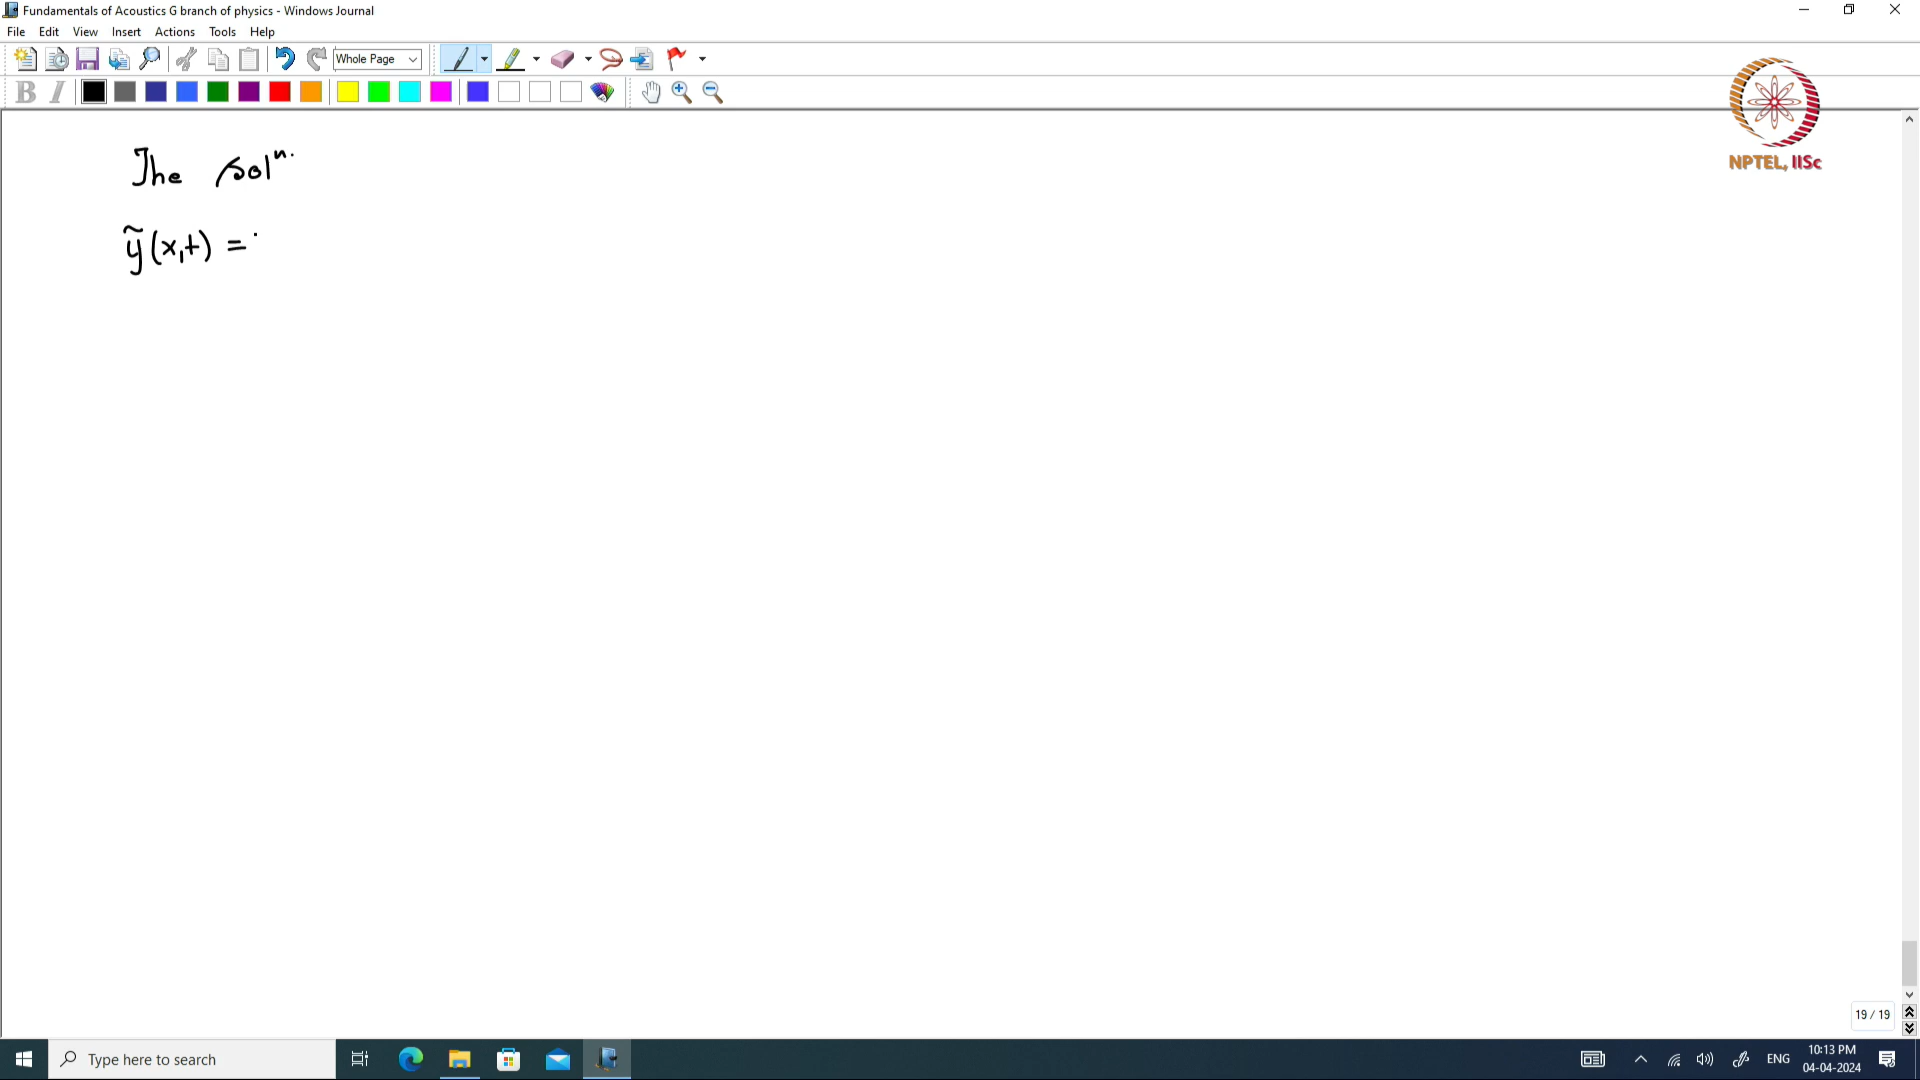 Fundamentals of Acoustics G branch of physics - Windows Journal
File Edit View Insert Actions Tools Help
Whole Page
B I
NPTEL, IISc
The solⁿ.
ỹ(x,t) =
19 / 19
Type here to search
ENG
10:13 PM
04-04-2024